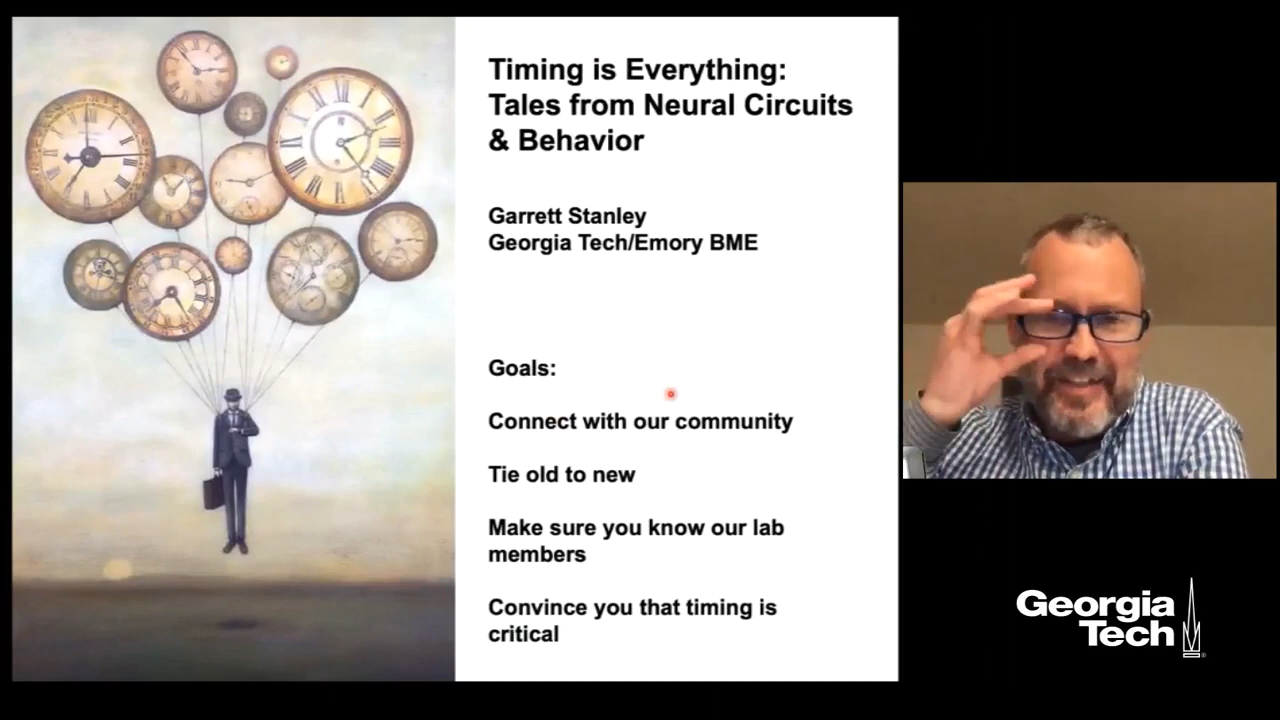 Timing is Everything:
Tales from Neural Circuits
& Behavior
Garrett Stanley
Georgia Tech/Emory BME
Goals:
Connect with our community
Tie old to new
Make sure you know our lab
members
Convince you that timing is
critical
Georgia
Tech